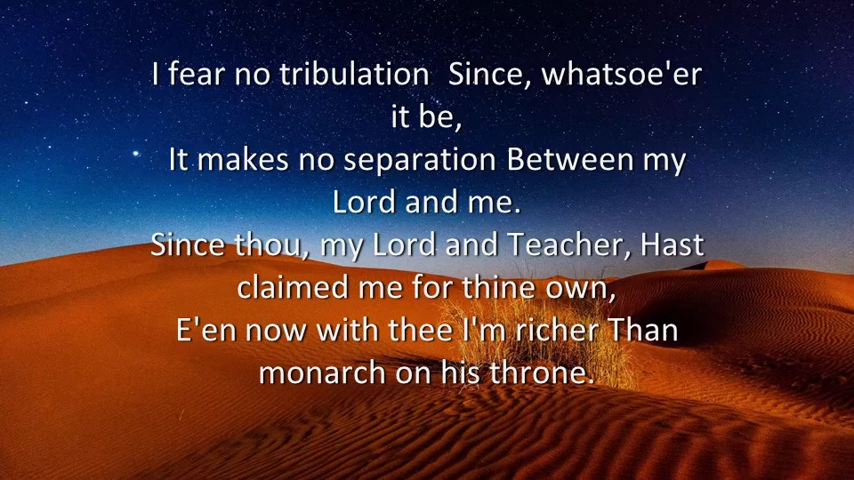 I fear no tribulation  Since, whatsoe'er
it be,
It makes no separation Between my
Lord and me.
Since thou, my Lord and Teacher, Hast
claimed me for thine own,
E'en now with thee I'm richer Than
monarch on his throne.